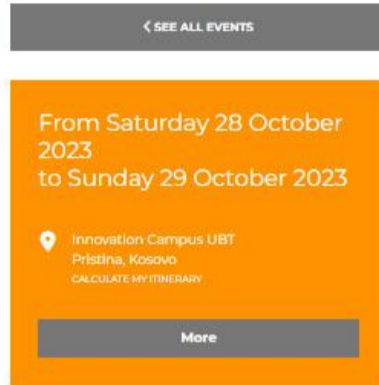 SEE ALL EVENTS
From Saturday 28 October
2023
to Sunday 29 October 2023
Innovation Campus UBT
Pristina, Kosovo
CALCULATE MY ITINERARY
More